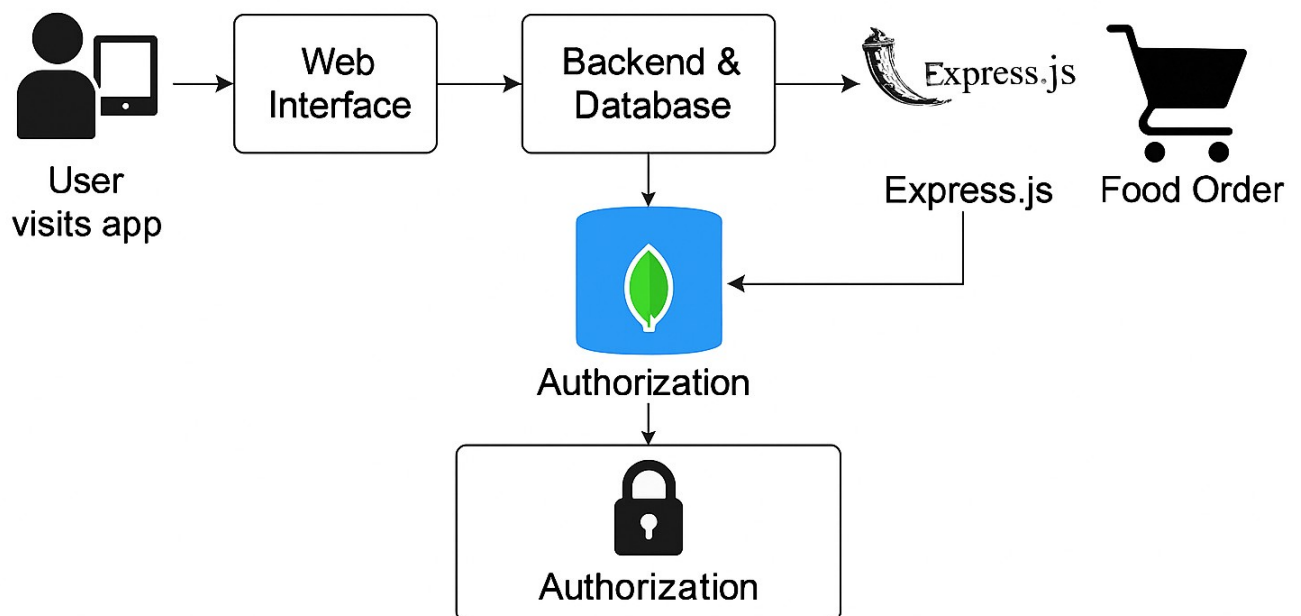 Web
Interface
Backend &
Database
Express.js
User
visits app
Express.js
Food Order
Authorization
Authorization